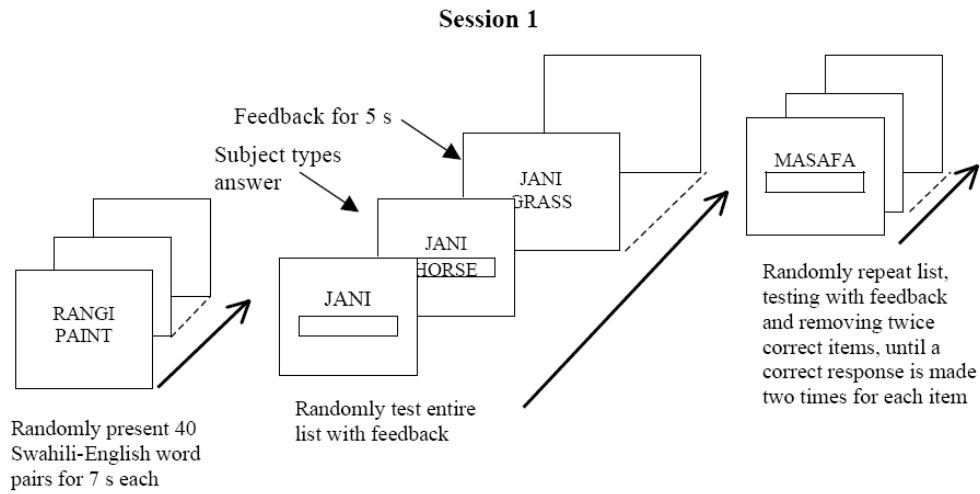 Session 1
Feedback for 5 s
Subject types
answer
RANGI
PAINT
JANI
JANI
HORSE
JANI
GRASS
MASAFA
Randomly present 40
Swahili-English word
pairs for 7 s each
Randomly test entire
list with feedback
Randomly repeat list,
testing with feedback
and removing twice
correct items, until a
correct response is made
two times for each item